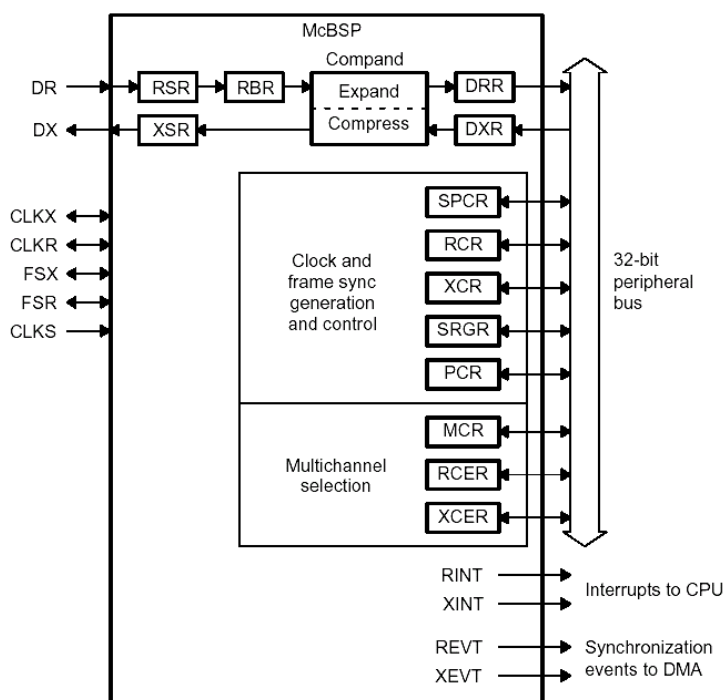 McBSP
Compand
DR
RSR
RBR
Expand
DRR
DX
XSR
Compress
DXR
SPCR
CLKX
CLKR
FSX
FSR
CLKS
Clock and
frame sync
generation
and control
RCR
XCR
SRGR
PCR
32-bit
peripheral
bus
MCR
Multichannel
selection
RCER
XCER
RINT
XINT
Interrupts to CPU
REVT
XEVT
Synchronization
events to DMA